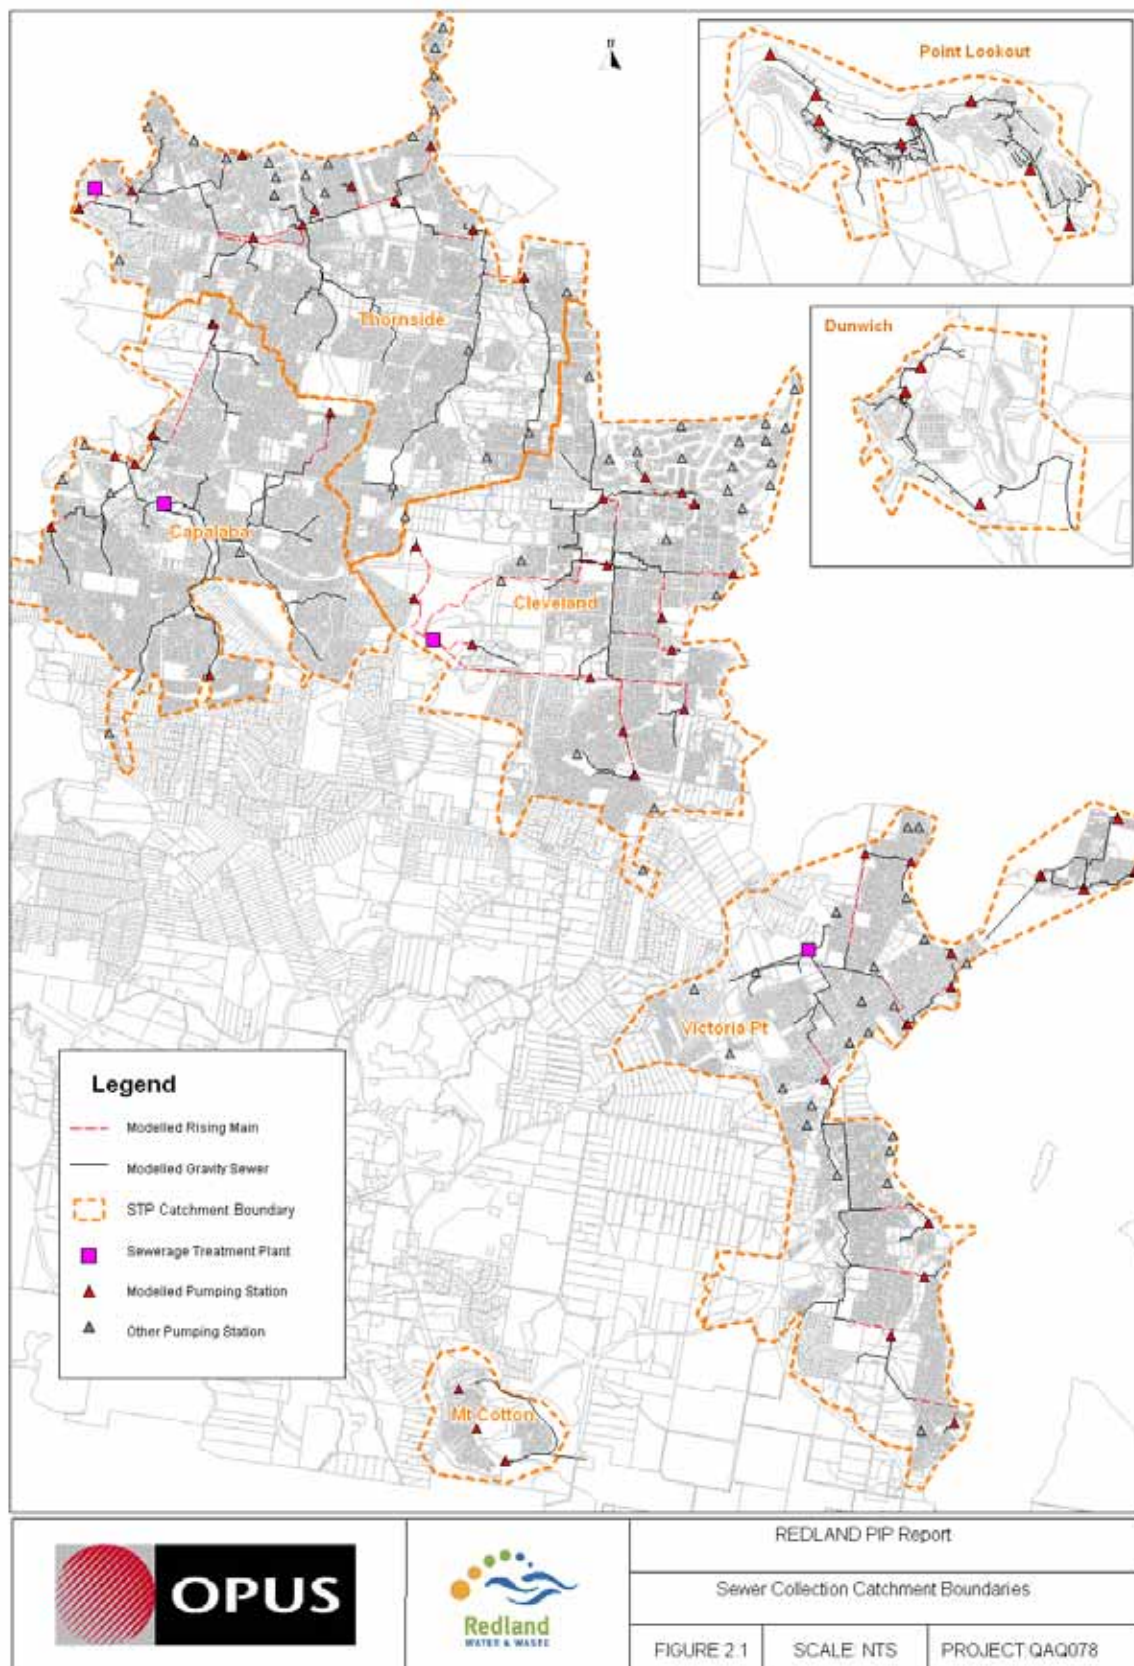 n
Point Lookout
Dunwich
Thornside
Capalaba
Cleveland
Victoria Pt
Mt Cotton
Legend
Modelled Rising Main
Modelled Gravity Sewer
STP Catchment Boundary
Sewerage Treatment Plant
Modelled Pumping Station
Other Pumping Station
OPUS
Redland
WATER & WASTE
REDLAND PIP Report
Sewer Collection Catchment Boundaries
FIGURE 2.1
SCALE: NTS
PROJECT:QAQ078